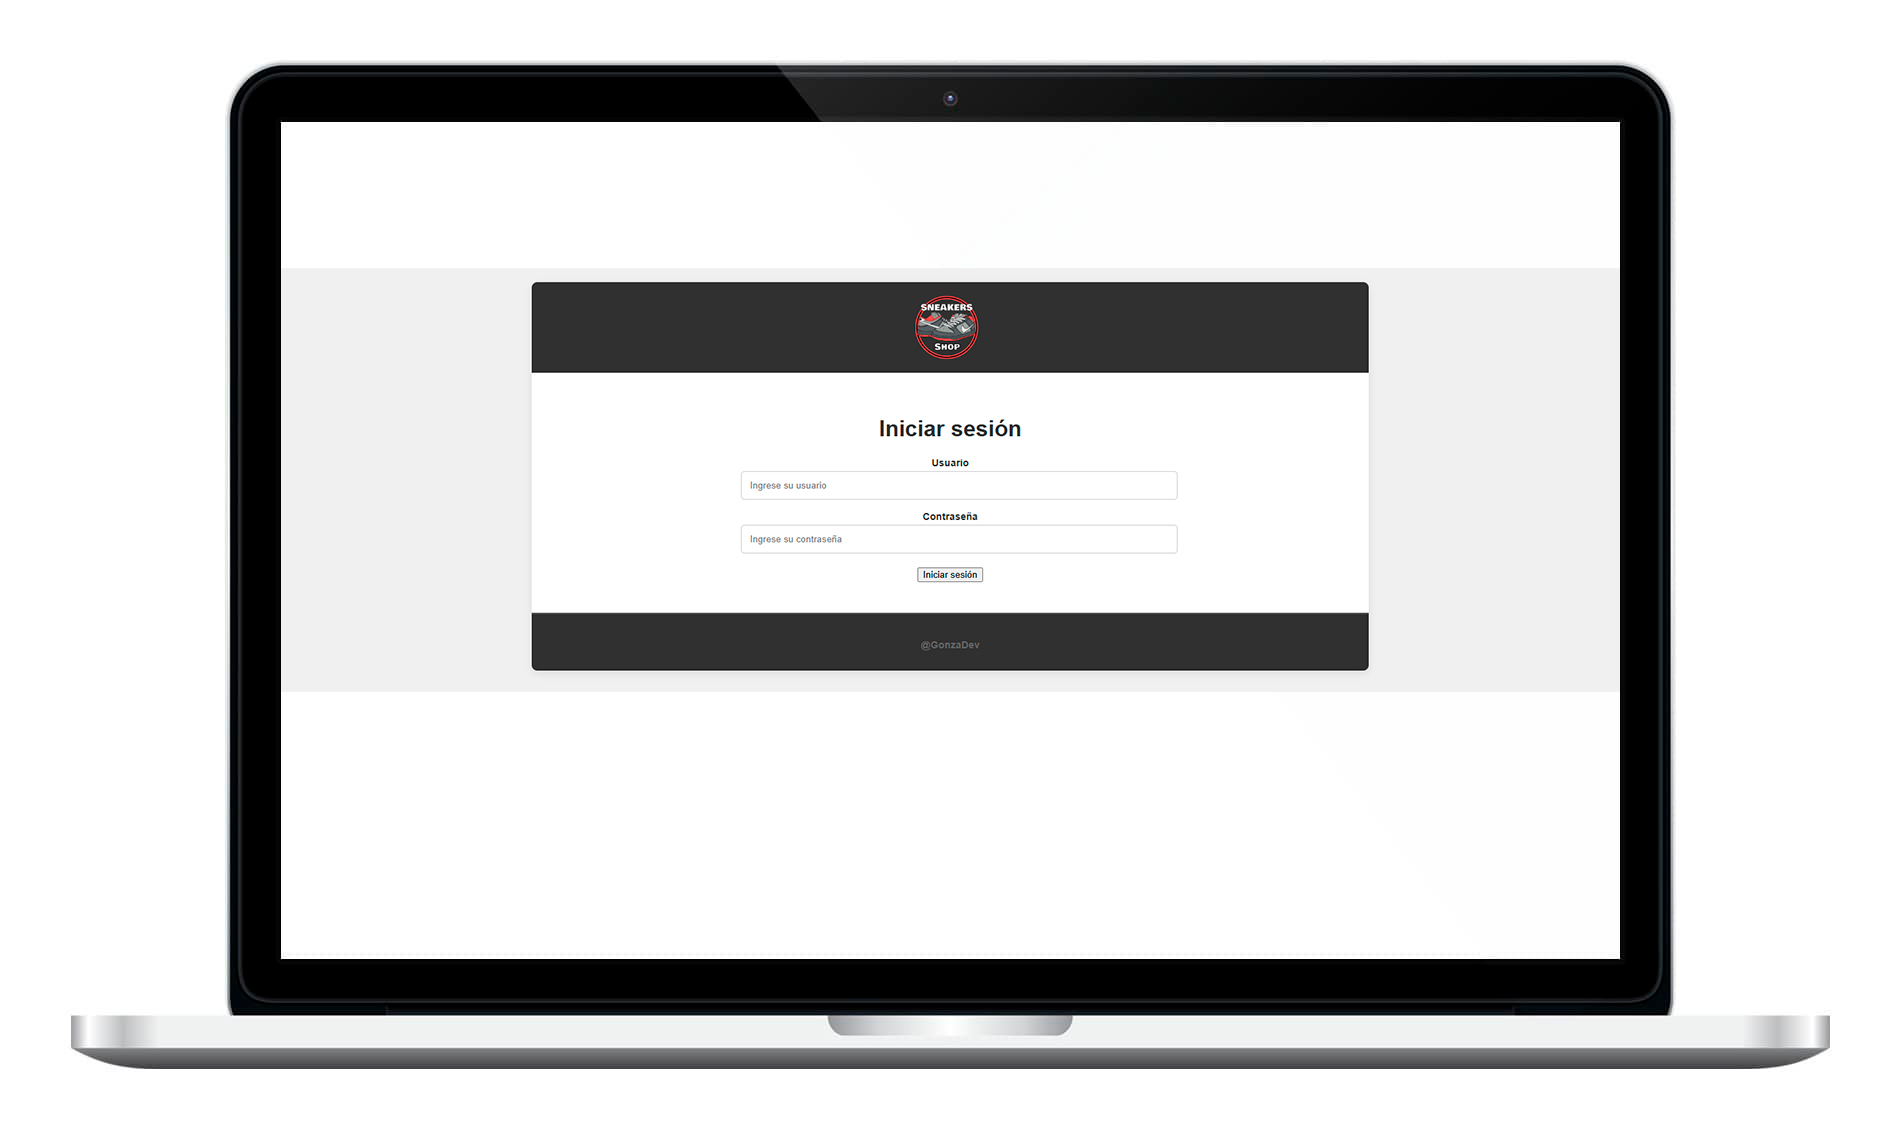 SNEAKERS
SHOP
Iniciar sesión
Usuario
Ingrese su usuario
Contraseña
Ingrese su contraseña
Iniciar sesión
@GonzaDev